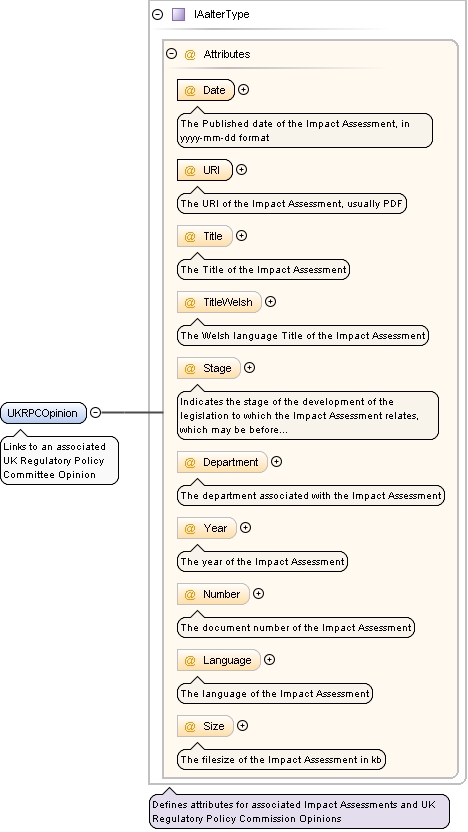 IAalterType
Attributes
@ Date
The Published date of the Impact Assessment, in
yyyy-mm-dd format
@ URI
The URI of the Impact Assessment, usually PDF
@ Title
The Title of the Impact Assessment
@ TitleWelsh
The Welsh language Title of the Impact Assessment
@ Stage
Indicates the stage of the development of the
legislation to which the Impact Assessment relates,
which may be before...
UKRPCOpinion
Links to an associated
UK Regulatory Policy
Committee Opinion
@ Department
The department associated with the Impact Assessment
@ Year
The year of the Impact Assessment
@ Number
The document number of the Impact Assessment
@ Language
The language of the Impact Assessment
@ Size
The filesize of the Impact Assessment in kb
Defines attributes for associated Impact Assessments and UK
Regulatory Policy Commission Opinions